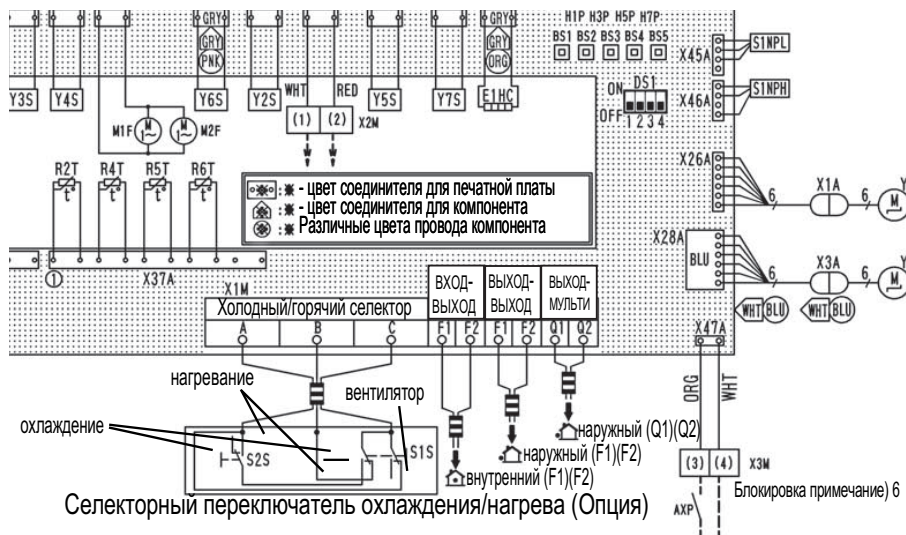 GRY GRY H1P H3P H5P H7P
GRY GRY BS1 BS2 BS3 BS4 BS5
PNK ORG X45A S1NPL
Y3S Y4S Y6S Y2S WHT RED Y5S Y7S E1HC ON DS1 X46A S1NPH
M1F M 1~ M 1~ M2F (1) (2) X2M OFF 1 2 3 4
R2T R4T R5T R6T W W X26A
t t t t 6 X1A 6 M Y
: ※ - цвет соединителя для печатной платы
: ※ - цвет соединителя для компонента
: ※ Различные цвета провода компонента
X28A
BLU 6 X3A 6 M Y
1 X37A
WHT BLU WHT BLU
X1M ВХОД- ВЫХОД- ВЫХОД-
Холодный/горячий селектор ВЫХОД ВЫХОД МУЛЬТИ
A B C F1 F2 F1 F2 Q1 Q2 X47A
ORG WHT
нагревание
вентилятор
охлаждение
S2S S1S
наружный (Q1)(Q2)
наружный (F1)(F2)
внутренний (F1)(F2)
(3) (4) X3M
Блокировка примечание) 6
Селекторный переключатель охлаждения/нагрева (Опция)
AXP